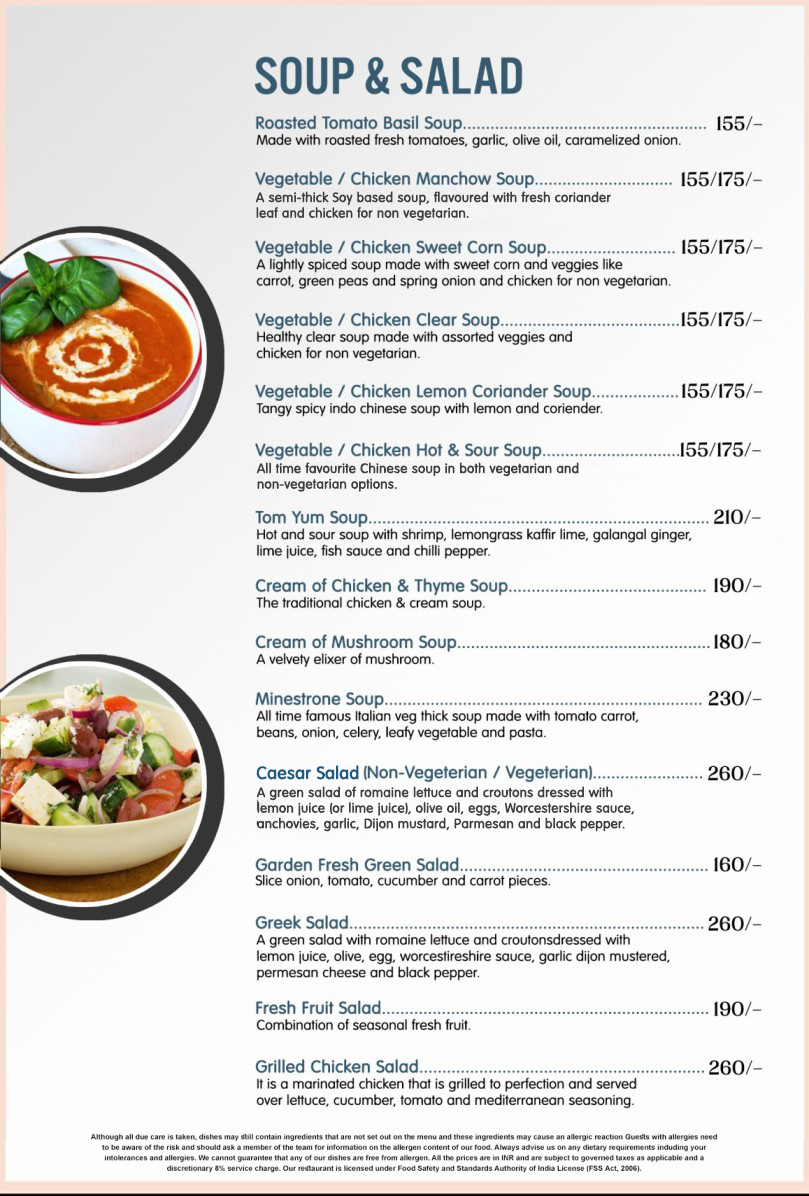 SOUP & SALAD
Roasted Tomato Basil Soup.................................................... 155/-
Made with roasted fresh tomatoes, garlic, olive oil, caramelized onion.
Vegetable / Chicken Manchow Soup............................. 155/175/-
A semi-thick Soy based soup, flavoured with fresh coriander
leaf and chicken for non vegetarian.
Vegetable / Chicken Sweet Corn Soup........................... 155/175/-
A lightly spiced soup made with sweet corn and veggies like
carrot, green peas and spring onion and chicken for non vegetarian.
Vegetable / Chicken Clear Soup......................................155/175/-
Healthy clear soup made with assorted veggies and
chicken for non vegetarian.
Vegetable / Chicken Lemon Coriander Soup..................155/175/-
Tangy spicy indo chinese soup with lemon and coriender.
Vegetable / Chicken Hot & Sour Soup.............................155/175/-
All time favourite Chinese soup in both vegetarian and
non-vegetarian options.
Tom Yum Soup......................................................................... 210/-
Hot and sour soup with shrimp, lemongrass kaffir lime, galangal ginger,
lime juice, fish sauce and chilli pepper.
Cream of Chicken & Thyme Soup.......................................... 190/-
The traditional chicken & cream soup.
Cream of Mushroom Soup......................................................180/-
A velvety elixer of mushroom.
Minestrone Soup.................................................................... 230/-
All time famous Italian veg thick soup made with tomato carrot,
beans, onion, celery, leafy vegetable and pasta.
Caesar Salad (Non-Vegeterian / Vegeterian)....................... 260/-
A green salad of romaine lettuce and croutons dressed with
lemon juice (or lime juice), olive oil, eggs, Worcestershire sauce,
anchovies, garlic, Dijon mustard, Parmesan and black pepper.
Garden Fresh Green Salad..................................................... 160/-
Slice onion, tomato, cucumber and carrot pieces.
Greek Salad............................................................................ 260/-
A green salad with romaine lettuce and croutonsdressed with
lemon juice, olive, egg, worcestireshire sauce, garlic dijon mustered,
permesan cheese and black pepper.
Fresh Fruit Salad...................................................................... 190/-
Combination of seasonal fresh fruit.
Grilled Chicken Salad............................................................. 260/-
It is a marinated chicken that is grilled to perfection and served
over lettuce, cucumber, tomato and mediterranean seasoning.
Although all due care is taken, dishes may still contain ingredients that are not set out on the menu and these ingredients may cause an allergic reaction Guests with allergies need
to be aware of the risk and should ask a member of the team for information on the allergen content of our food. Always advise us on any dietary requirements including your
intolerances and allergies. We cannot guarantee that any of our dishes are free from allergen. All the prices are in INR and are subject to governed taxes as applicable and a
discretionary 8% service charge. Our restaurant is licensed under Food Safety and Standards Authority of India License (FSS Act, 2006).